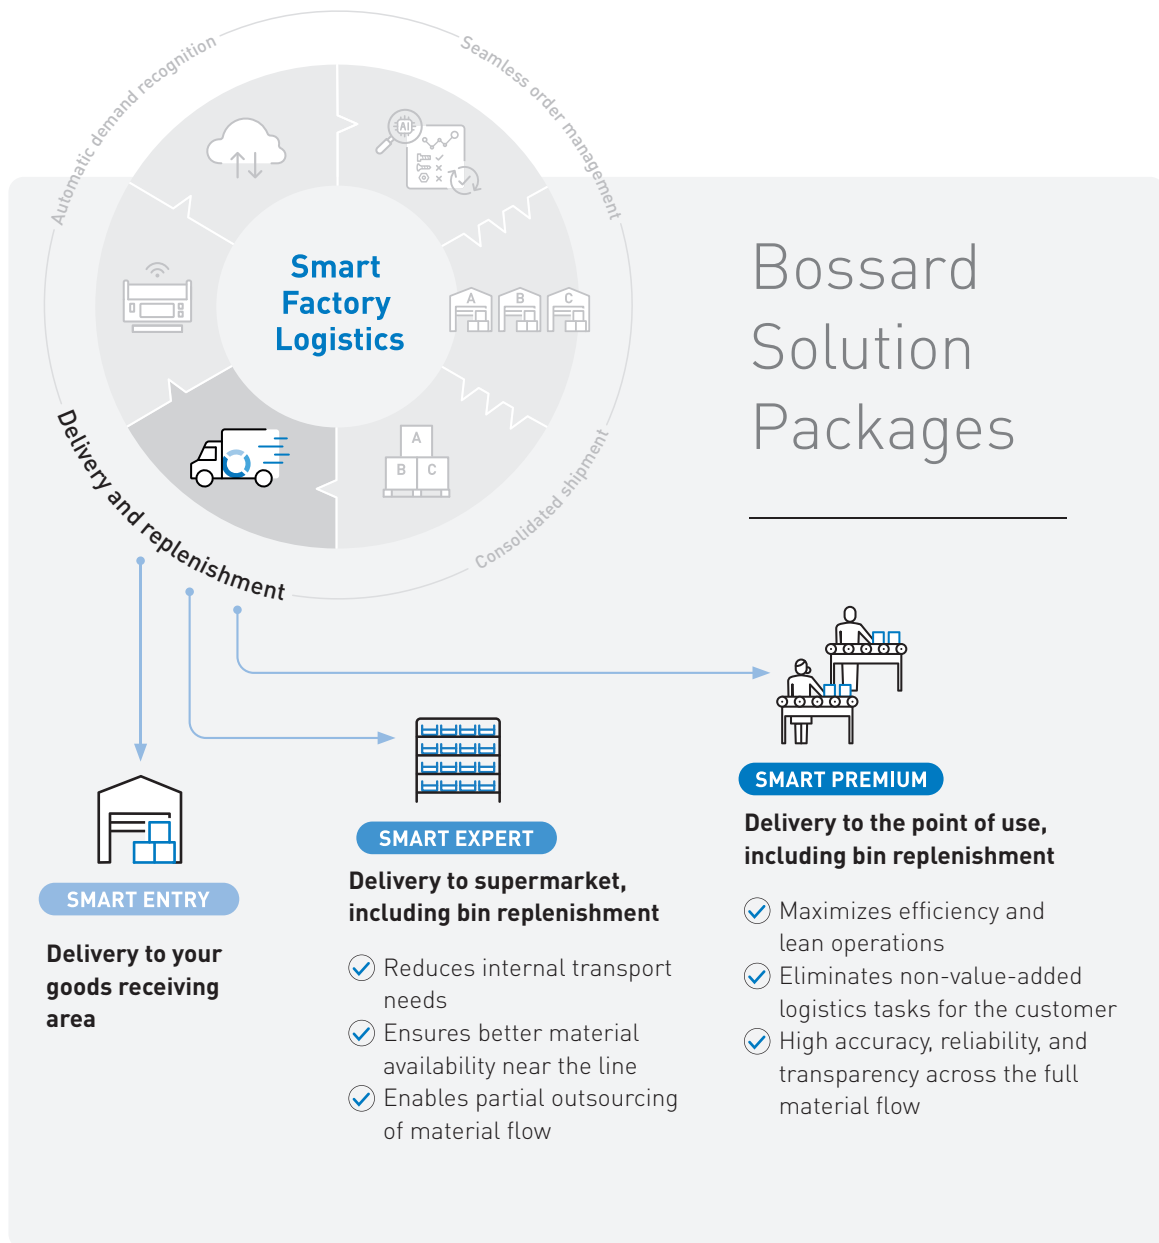 Automatic demand recognition
Seamless order management
AI
Smart
Factory
Logistics
A
B
C
A
B
C
Delivery and replenishment
Consolidated shipment
Bossard
Solution
Packages
SMART ENTRY
Delivery to your
goods receiving
area
SMART EXPERT
Delivery to supermarket,
including bin replenishment
Reduces internal transport
needs
Ensures better material
availability near the line
Enables partial outsourcing
of material flow
SMART PREMIUM
Delivery to the point of use,
including bin replenishment
Maximizes efficiency and
lean operations
Eliminates non-value-added
logistics tasks for the customer
High accuracy, reliability, and
transparency across the full
material flow